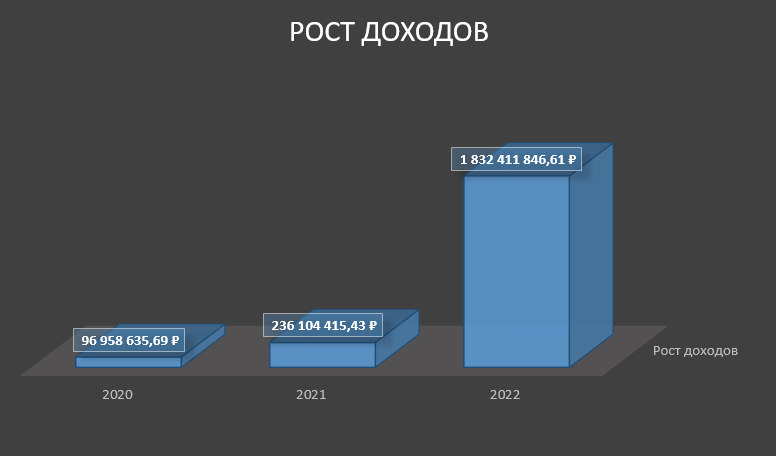 РОСТ ДОХОДОВ
1 832 411 846,61 ₽
236 104 415,43 ₽
96 958 635,69 ₽
Рост доходов
2020
2021
2022